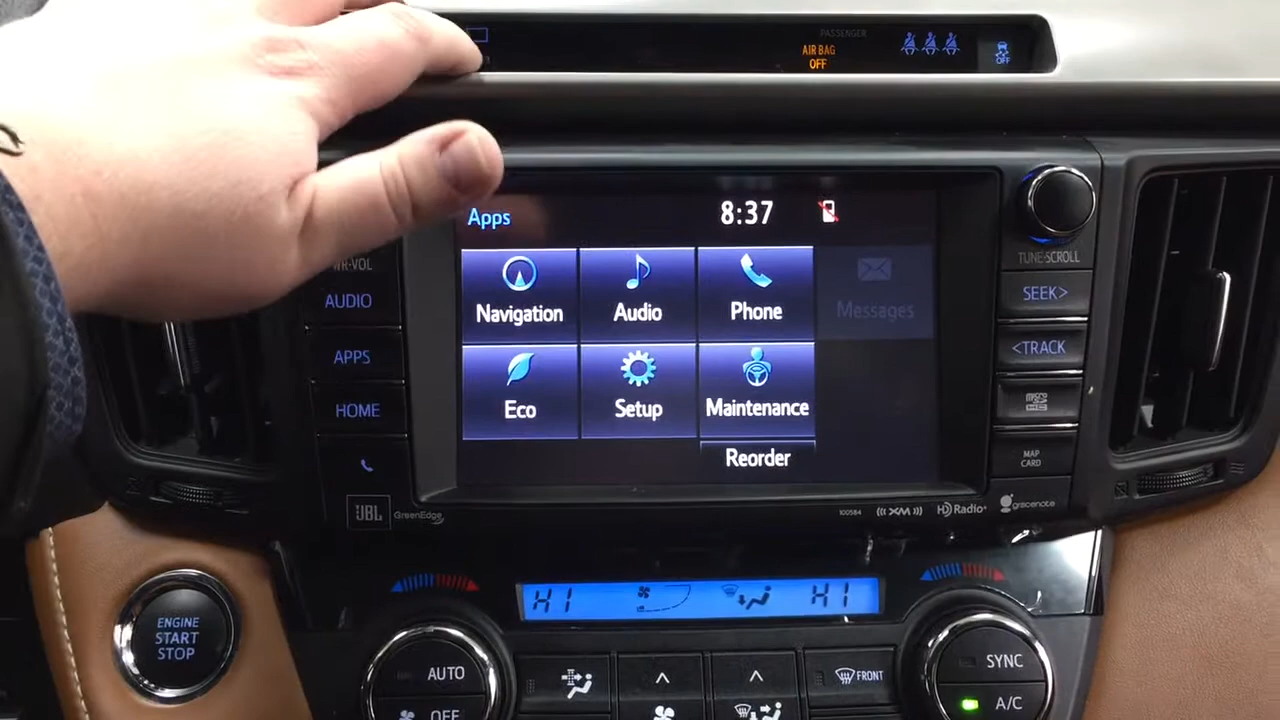 PASSENGER
AIR BAG
OFF
OFF
Apps
8:37
Navigation
Audio
Phone
Messages
Eco
Setup
Maintenance
Reorder
AUDIO
APPS
HOME
TUNE·SCROLL
SEEK>
<TRACK
MAP
CARD
JBL
GreenEdge
100584
XM
HD Radio
gracenote
HI
HI
ENGINE
START
STOP
AUTO
OFF
FRONT
SYNC
A/C